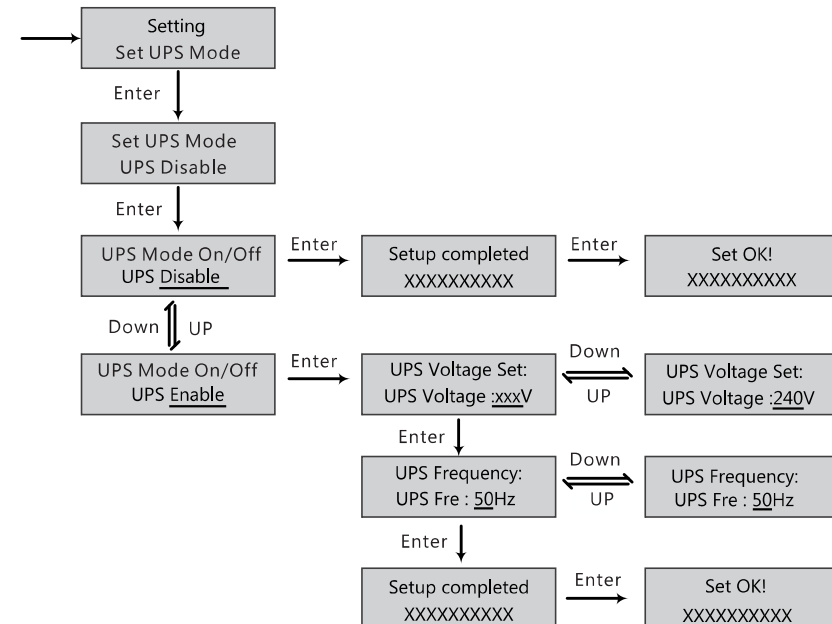 Setting
Set UPS Mode
Enter
Set UPS Mode
UPS Disable
Enter
UPS Mode On/Off
UPS Disable
Enter
Setup completed
XXXXXXXXXX
Enter
Set OK!
XXXXXXXXXX
Down
UP
UPS Mode On/Off
UPS Enable
Enter
UPS Voltage Set:
UPS Voltage :xxxV
Down
UP
UPS Voltage Set:
UPS Voltage :240V
Enter
UPS Frequency:
UPS Fre : 50Hz
Down
UP
UPS Frequency:
UPS Fre : 50Hz
Enter
Setup completed
XXXXXXXXXX
Enter
Set OK!
XXXXXXXXXX